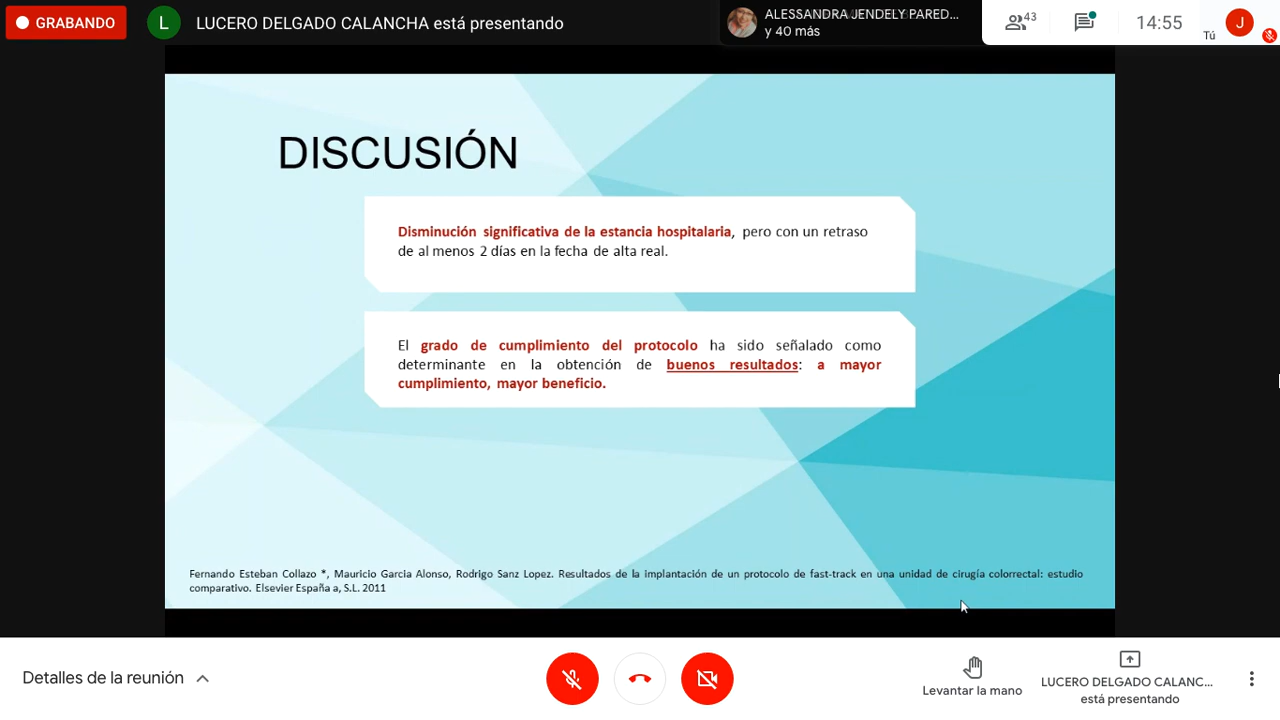 GRABANDO
L
LUCERO DELGADO CALANCHA está presentando
ALESSANDRA JENDELY PARED...
y 40 más
43
14:55
Tú
J
DISCUSIÓN
Disminución significativa de la estancia hospitalaria, pero con un retraso
de al menos 2 días en la fecha de alta real.
El grado de cumplimiento del protocolo ha sido señalado como
determinante en la obtención de buenos resultados: a mayor
cumplimiento, mayor beneficio.
Fernando Esteban Collazo *, Mauricio Garcia Alonso, Rodrigo Sanz Lopez. Resultados de la implantación de un protocolo de fast-track en una unidad de cirugía colorrectal: estudio
comparativo. Elsevier España a, S.L. 2011
Detalles de la reunión
Levantar la mano
LUCERO DELGADO CALANC...
está presentando